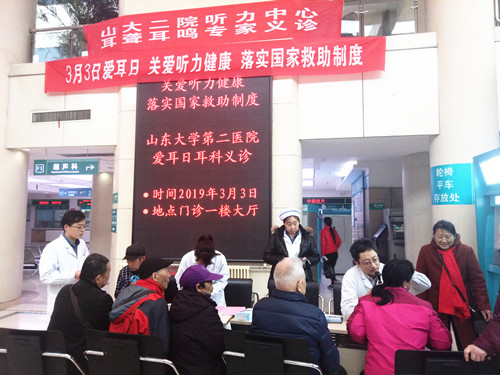 山大二院听力中心
耳聋耳鸣专家义诊
3月3日爱耳日 关爱听力健康 落实国家救助制度
关爱听力健康
落实国家救助制度
山东大学第二医院
爱耳日耳科义诊
●时间2019年3月3
●地点门诊一楼大厅
超声科
轮椅
平车
存放处